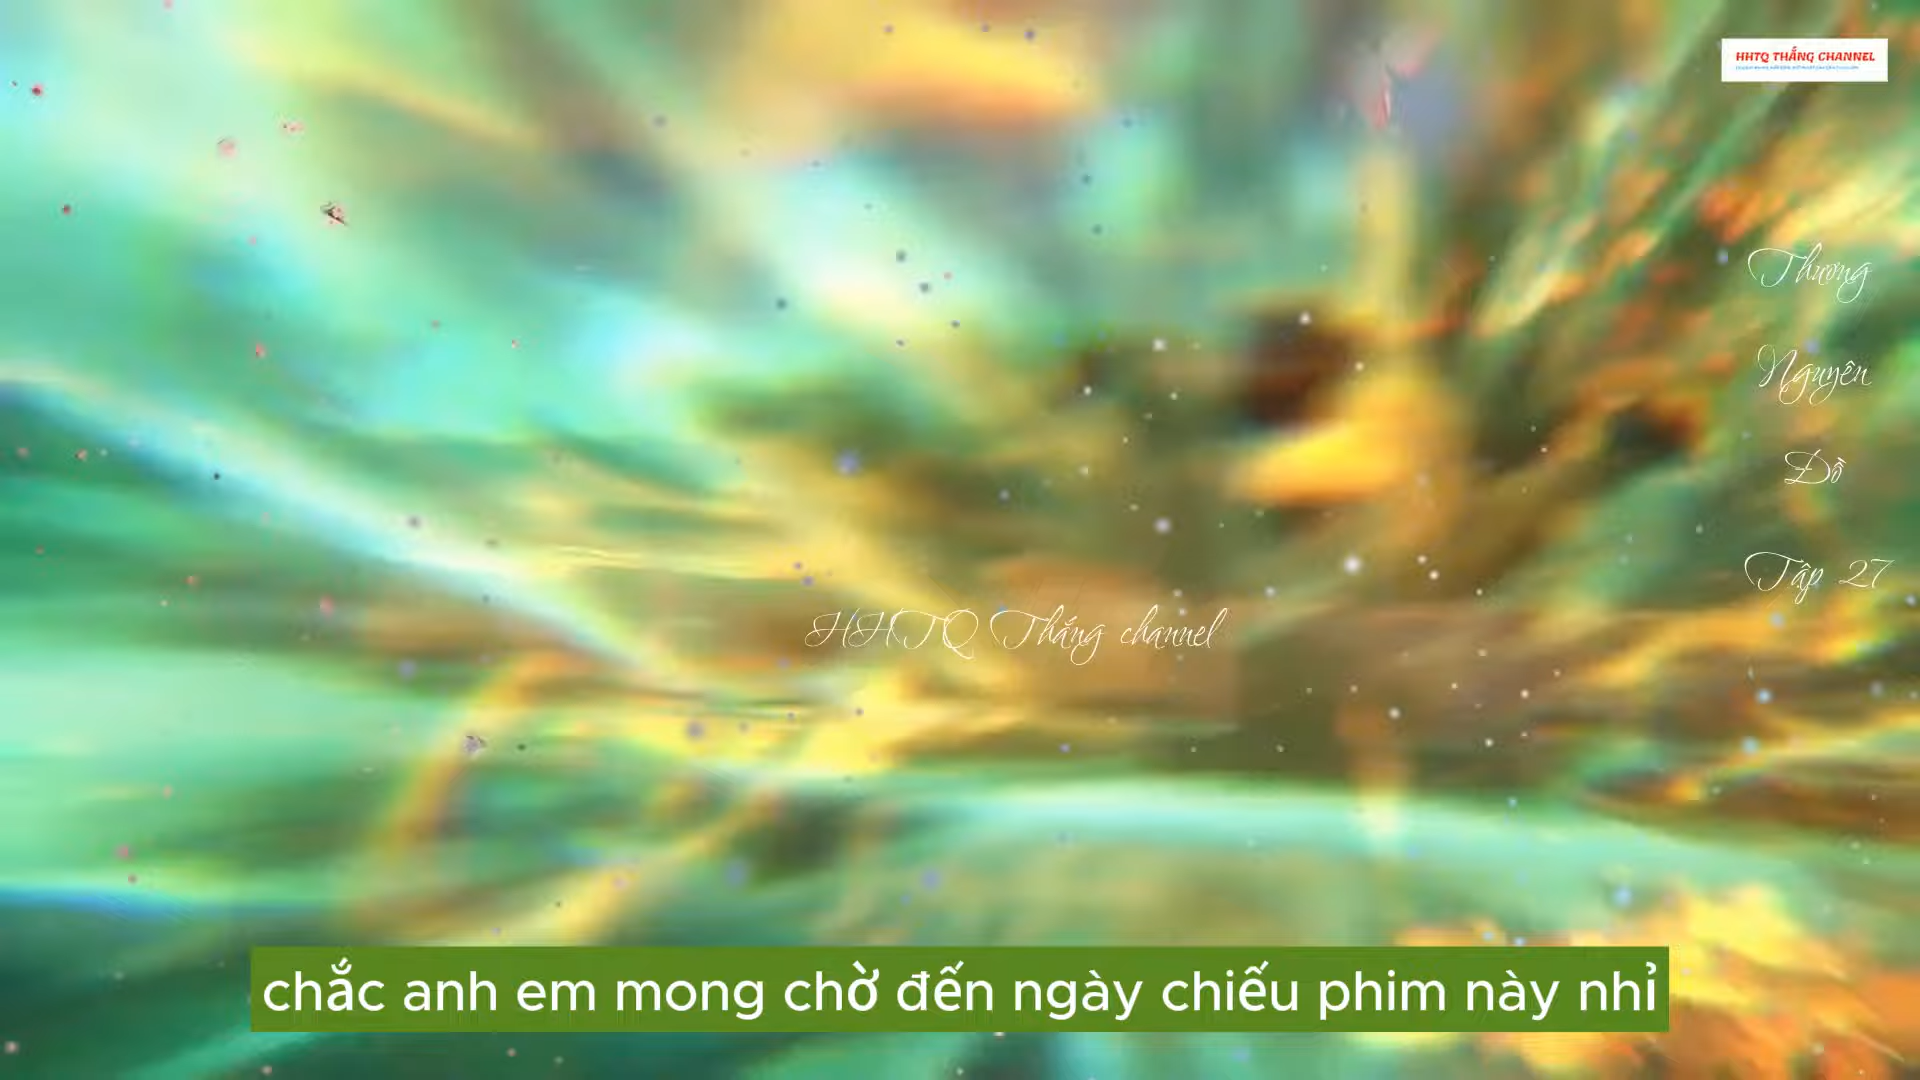 HHTQ THẮNG CHANNEL
Thương
Nguyên
Đồ
Tập 27
HHTQ Thắng channel
chắc anh em mong chờ đến ngày chiếu phim này nhỉ